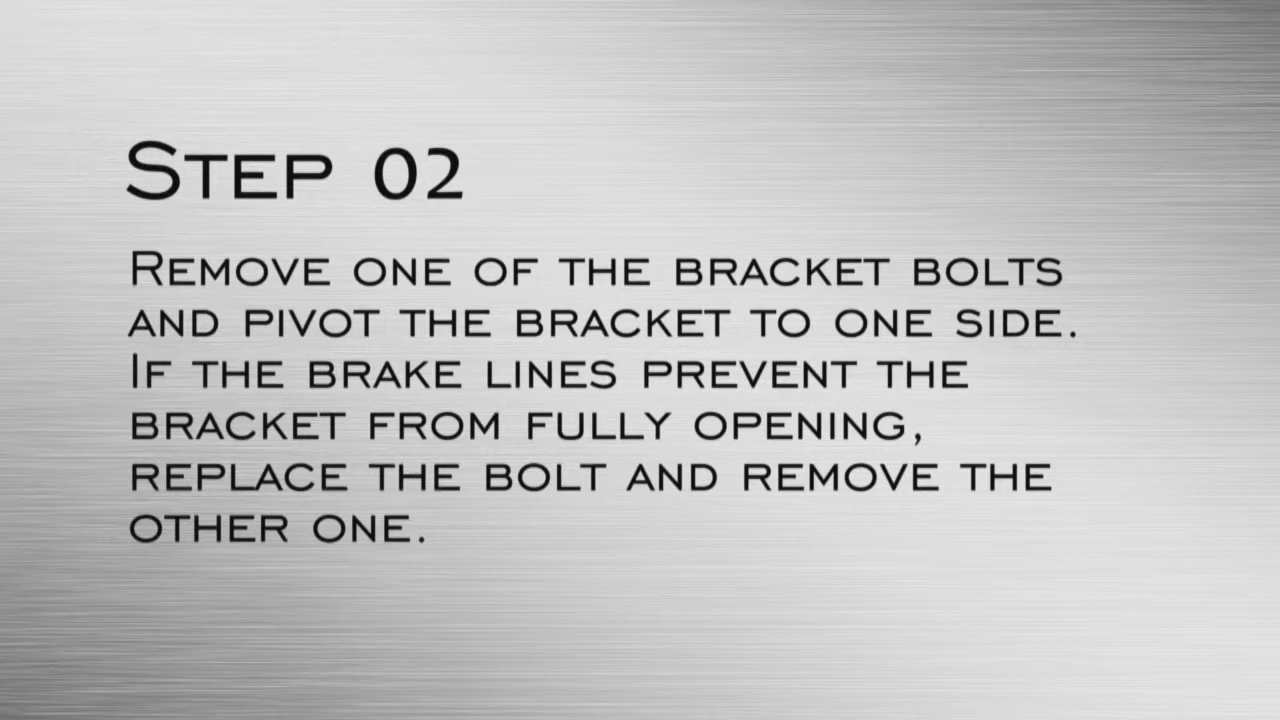 Step 02
Remove one of the bracket bolts
and pivot the bracket to one side.
If the brake lines prevent the
bracket from fully opening,
replace the bolt and remove the
other one.